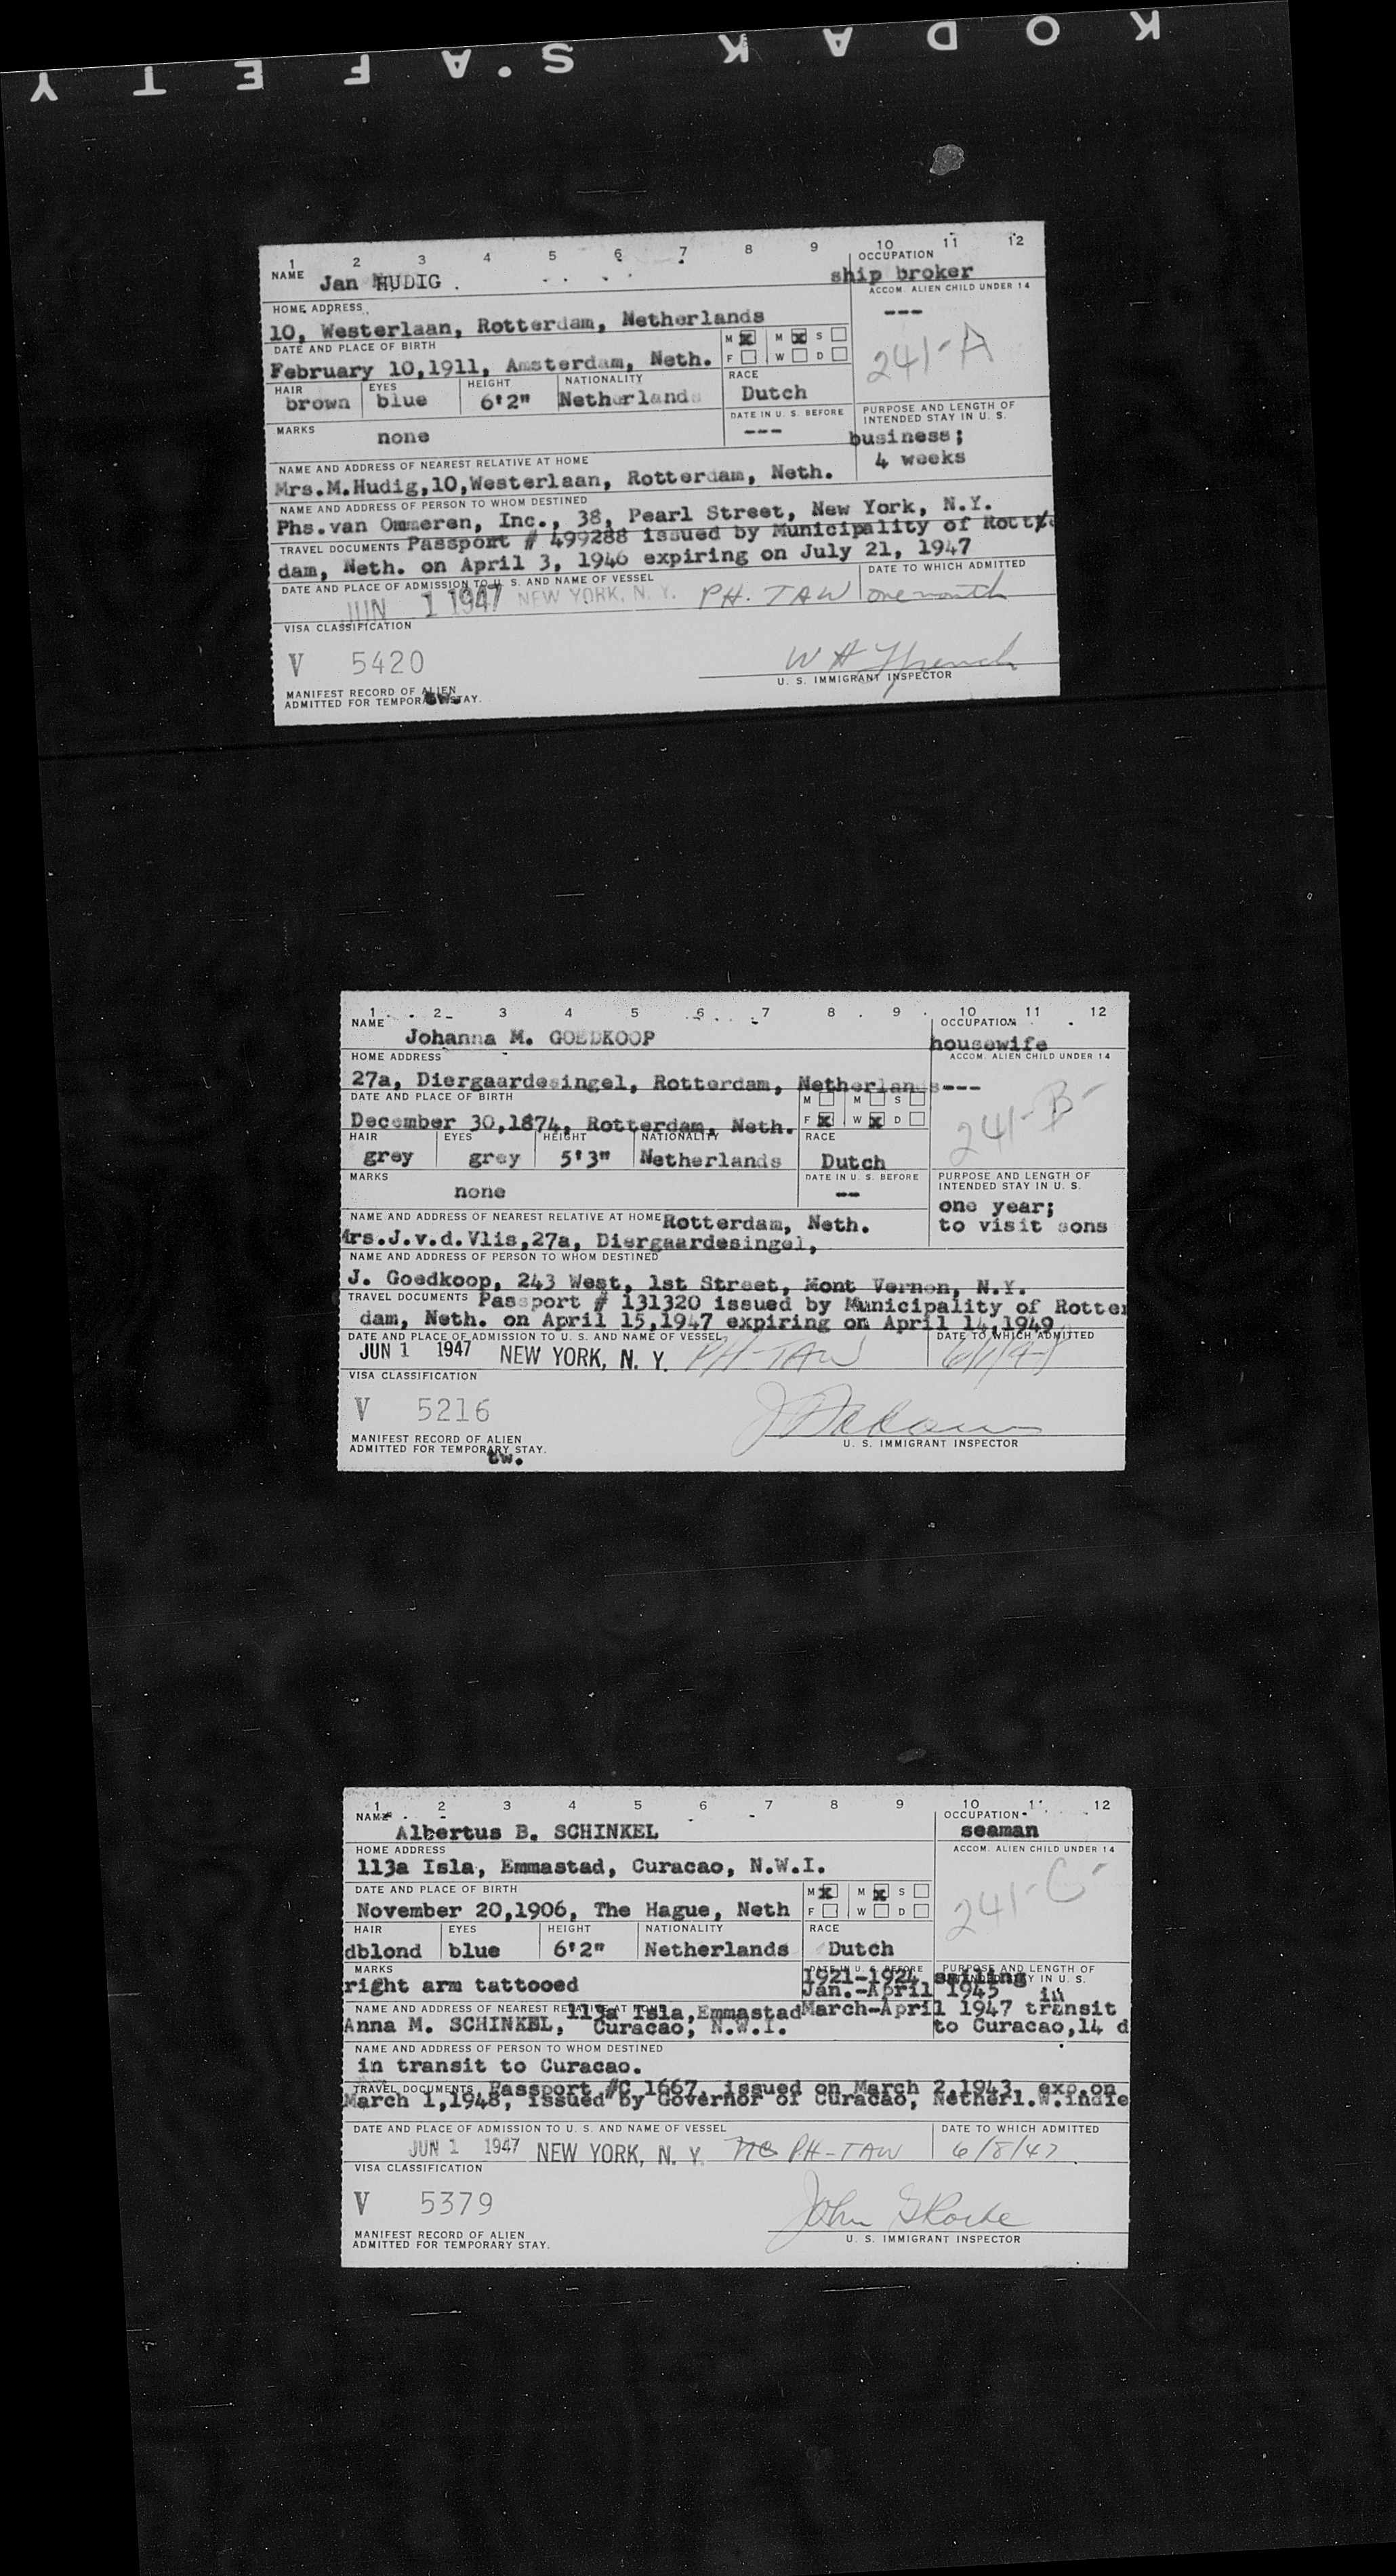 KODAK SAFETY
1 2 3 4 5 6 7 8 9 10 11 12
NAME Jan HUDIG
OCCUPATION
ship broker
HOME ADDRESS
ACCOM. ALIEN CHILD UNDER 14
10, Westerlaan, Rotterdam, Netherlands
---
DATE AND PLACE OF BIRTH
M x F M x S W D
February 10,1911, Amsterdam, Neth.
241-A
HAIR EYES HEIGHT NATIONALITY RACE
brown blue 6'2" Netherlands Dutch
MARKS
none
DATE IN U. S. BEFORE
---
PURPOSE AND LENGTH OF INTENDED STAY IN U. S.
business;
4 weeks
NAME AND ADDRESS OF NEAREST RELATIVE AT HOME
Mrs.M.Hudig,10,Westerlaan, Rotterdam, Neth.
NAME AND ADDRESS OF PERSON TO WHOM DESTINED
Phs.van Ommeren, Inc., 38, Pearl Street, New York, N.Y.
TRAVEL DOCUMENTS Passport # 499288 issued by Municipality of
dam, Neth. on April 3, 1946 expiring on July 21, 1947
DATE AND PLACE OF ADMISSION TO U. S. AND NAME OF VESSEL
DATE TO WHICH ADMITTED
JUN 1 1947 NEW YORK, N. Y. PH. TAW one month
VISA CLASSIFICATION
V 5420
W H French
U. S. IMMIGRANT INSPECTOR
MANIFEST RECORD OF ALIEN
ADMITTED FOR TEMPORARY STAY.
tw.
1 2 3 4 5 6 7 8 9 10 11 12
NAME
OCCUPATION
Johanna M. GOEDKOOP
housewife
HOME ADDRESS
ACCOM. ALIEN CHILD UNDER 14
27a, Diergaardesingel, Rotterdam, Netherlands---
DATE AND PLACE OF BIRTH
M F x M S W x D
December 30,1874, Rotterdam, Neth.
241-B-
HAIR EYES HEIGHT NATIONALITY RACE
grey grey 5'3" Netherlands Dutch
MARKS
none
DATE IN U. S. BEFORE
--
PURPOSE AND LENGTH OF INTENDED STAY IN U. S.
one year;
to visit sons
NAME AND ADDRESS OF NEAREST RELATIVE AT HOME Rotterdam, Neth.
Mrs.J.v.d.Vlis,27a, Diergaardesingel,
NAME AND ADDRESS OF PERSON TO WHOM DESTINED
J. Goedkoop, 243 West, 1st Street, Mont Vernon, N.Y.
TRAVEL DOCUMENTS Passport # 131320 issued by Municipality of Rotter
dam, Neth. on April 15,1947 expiring on April 14,1949
DATE AND PLACE OF ADMISSION TO U. S. AND NAME OF VESSEL
DATE TO WHICH ADMITTED
JUN 1 1947 NEW YORK, N. Y. PH-TAW
VISA CLASSIFICATION
V 5216
U. S. IMMIGRANT INSPECTOR
MANIFEST RECORD OF ALIEN
ADMITTED FOR TEMPORARY STAY.
tw.
1 2 3 4 5 6 7 8 9 10 11 12
NAME
OCCUPATION
Albertus B. SCHINKEL
seaman
HOME ADDRESS
ACCOM. ALIEN CHILD UNDER 14
113a Isla, Emmastad, Curacao, N.W.I.
DATE AND PLACE OF BIRTH
M x F M x S W D
November 20,1906, The Hague, Neth
241-C-
HAIR EYES HEIGHT NATIONALITY RACE
dblond blue 6'2" Netherlands Dutch
MARKS
right arm tattooed
DATE IN U. S. BEFORE
1921-1924 sailing
Jan.-April 1945
March-April 1947
PURPOSE AND LENGTH OF INTENDED STAY IN U. S.
in
transit
to Curacao,14 d
NAME AND ADDRESS OF NEAREST RELATIVE AT HOME 113a Isla,Emmastad
Anna M. SCHINKEL, Curacao, N.W.I.
NAME AND ADDRESS OF PERSON TO WHOM DESTINED
in transit to Curacao.
TRAVEL DOCUMENTS Passport #C 1667, issued on March 2,1943, exp.on
March 1,1948, issued by Governor of Curacao, Netherl.W.indie
DATE AND PLACE OF ADMISSION TO U. S. AND NAME OF VESSEL
DATE TO WHICH ADMITTED
JUN 1 1947 NEW YORK, N. Y. PH-TAW 6/8/47
VISA CLASSIFICATION
V 5379
John
U. S. IMMIGRANT INSPECTOR
MANIFEST RECORD OF ALIEN
ADMITTED FOR TEMPORARY STAY.